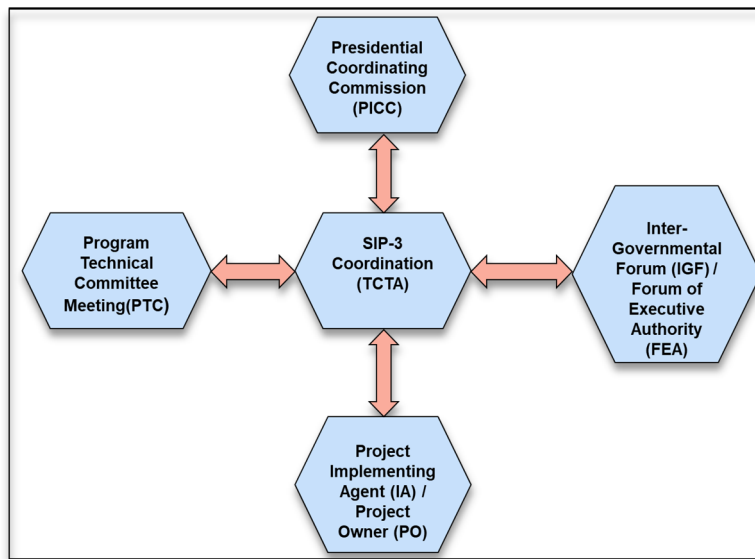 Presidential
Coordinating
Commission
(PICC)
Program
Technical
Committee
Meeting(PTC)
SIP-3
Coordination
(TCTA)
Inter-
Governmental
Forum (IGF) /
Forum of
Executive
Authority
(FEA)
Project
Implementing
Agent (IA) /
Project
Owner (PO)